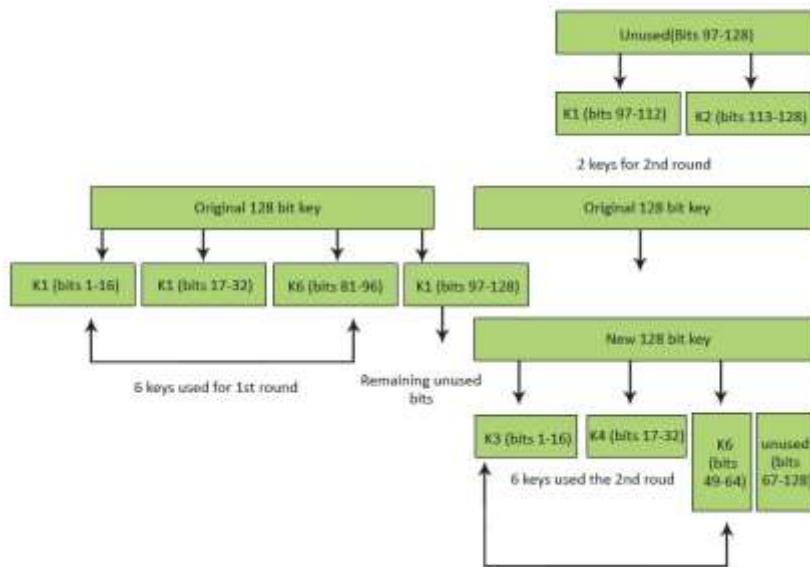 Unused(Bits 97-128)
K1 (bits 97-112)
K2 (bits 113-128)
2 keys for 2nd round
Original 128 bit key
Original 128 bit key
K1 (bits 1-16)
K1 (bits 17-32)
K6 (bits 81-96)
K1 (bits 97-128)
New 128 bit key
6 keys used for 1st round
Remaining unused
bits
K3 (bits 1-16)
K4 (bits 17-32)
K6
(bits
49-64)
unused
(bits
67-128)
6 keys used the 2nd roud